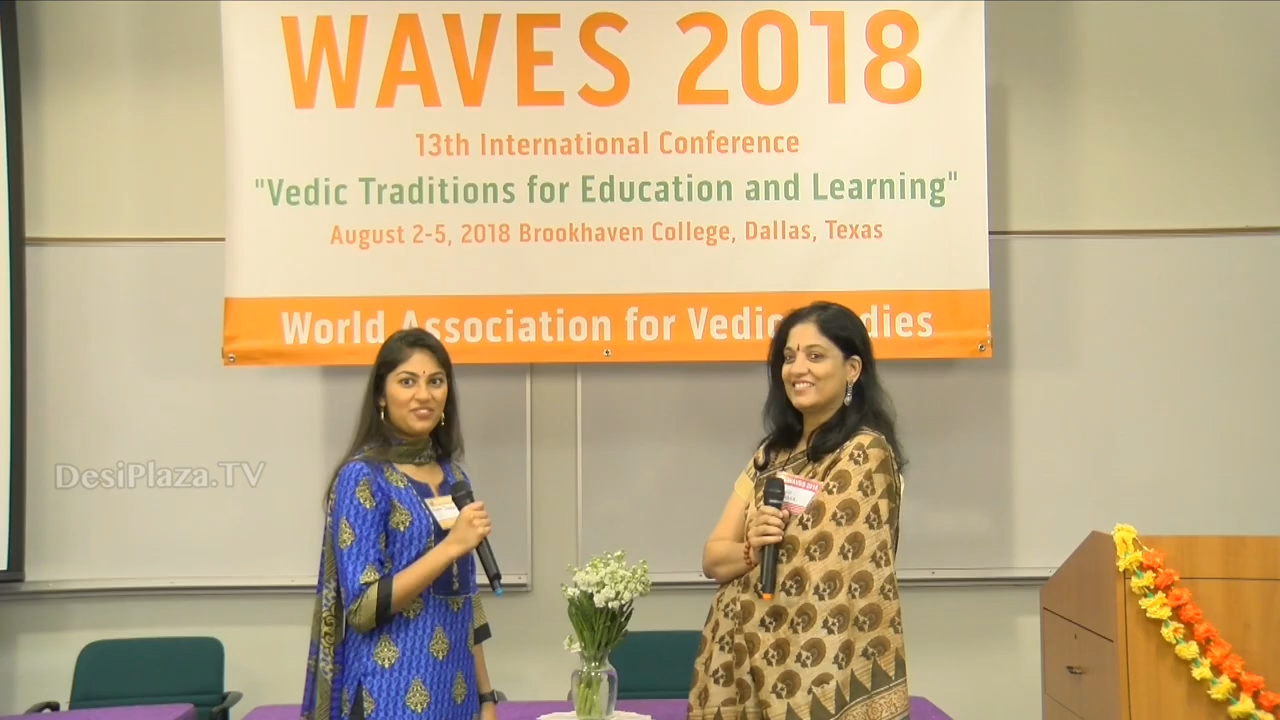 WAVES 2018
13th International Conference
"Vedic Traditions for Education and Learning"
August 2-5, 2018 Brookhaven College, Dallas, Texas
World Association for Vedic
DesiPlaza.TV